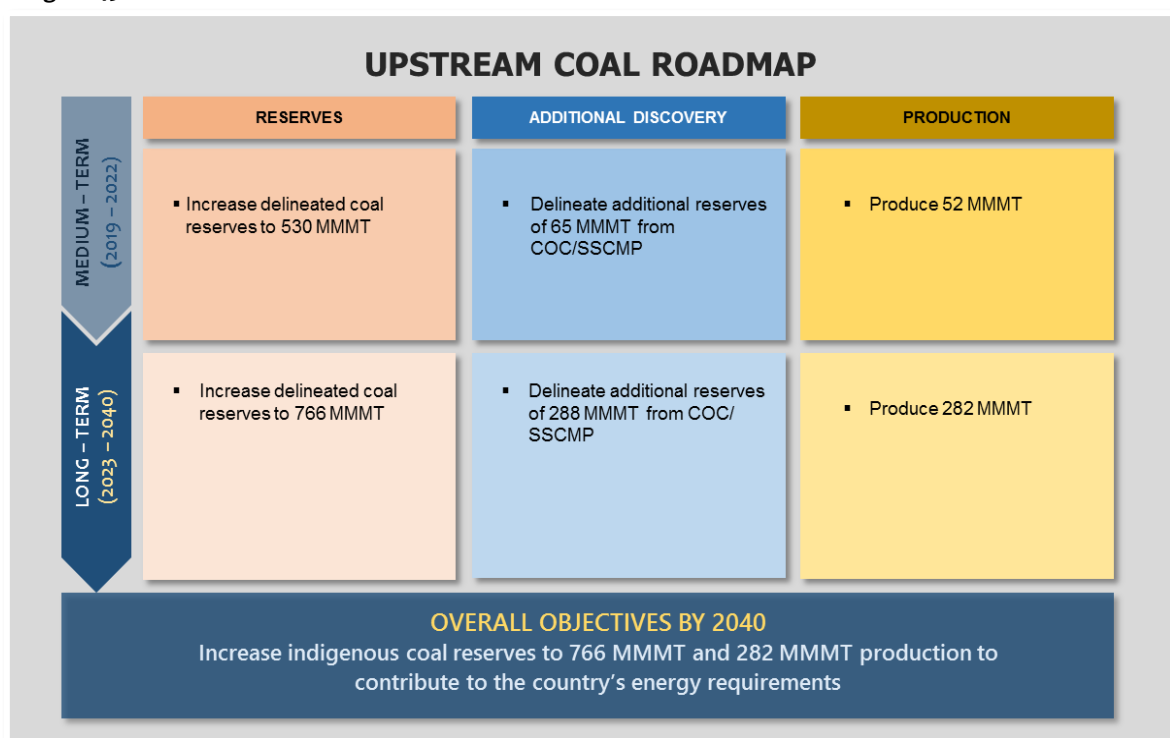 UPSTREAM COAL ROADMAP
RESERVES
ADDITIONAL DISCOVERY
PRODUCTION
MEDIUM – TERM
(2019 – 2022)
▪ Increase delineated coal
reserves to 530 MMMT
▪ Delineate additional reserves
of 65 MMMT from
COC/SSCMP
▪ Produce 52 MMMT
LONG – TERM
(2023 – 2040)
▪ Increase delineated coal
reserves to 766 MMMT
▪ Delineate additional reserves
of 288 MMMT from COC/
SSCMP
▪ Produce 282 MMMT
OVERALL OBJECTIVES BY 2040
Increase indigenous coal reserves to 766 MMMT and 282 MMMT production to
contribute to the country's energy requirements